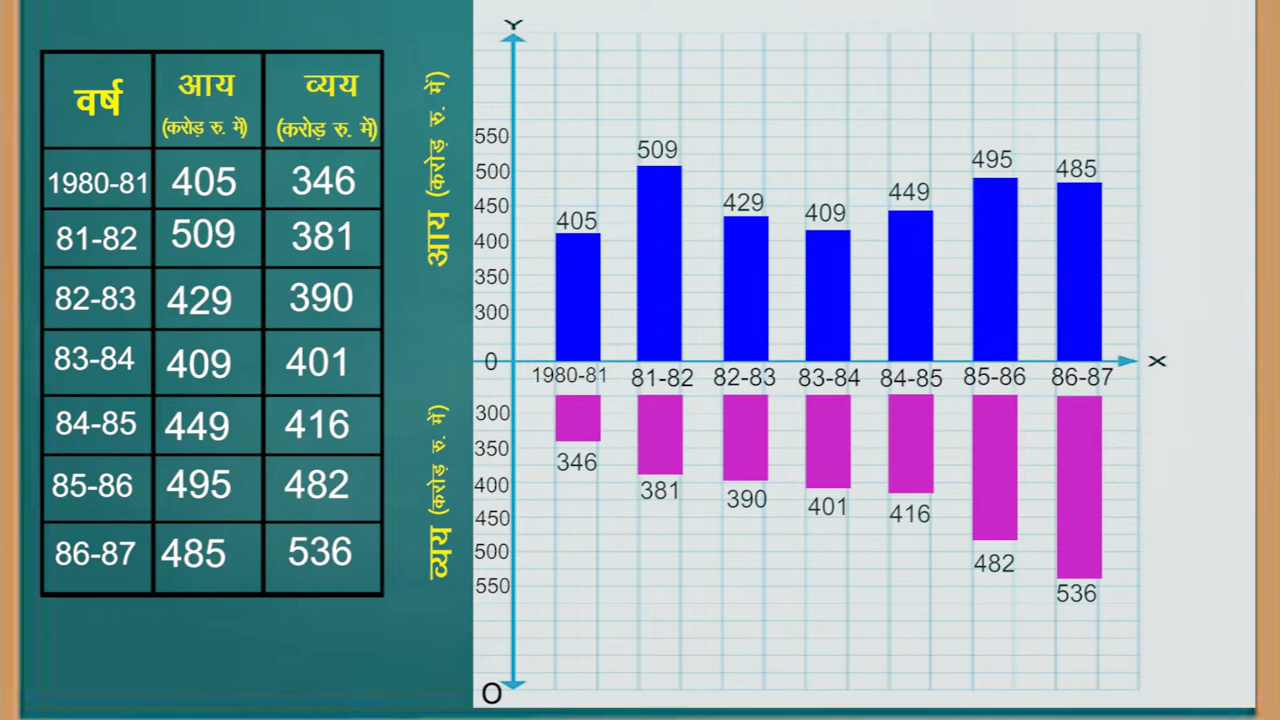 वर्ष आय व्यय
(करोड़ रु. में) (करोड़ रु. में)
1980-81 405 346
81-82 509 381
82-83 429 390
83-84 409 401
84-85 449 416
85-86 495 482
86-87 485 536
आय (करोड़ रु. में)
व्यय (करोड़ रु. में)
Y
550
500
450
400
350
300
0
300
350
400
450
500
550
O
X
405 509 429 409 449 495 485
1980-81 81-82 82-83 83-84 84-85 85-86 86-87
346 381 390 401 416 482 536